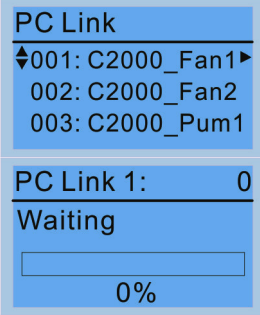 PC Link
001: C2000_Fan1
002: C2000_Fan2
003: C2000_Pum1
PC Link 1: 0
Waiting
0%